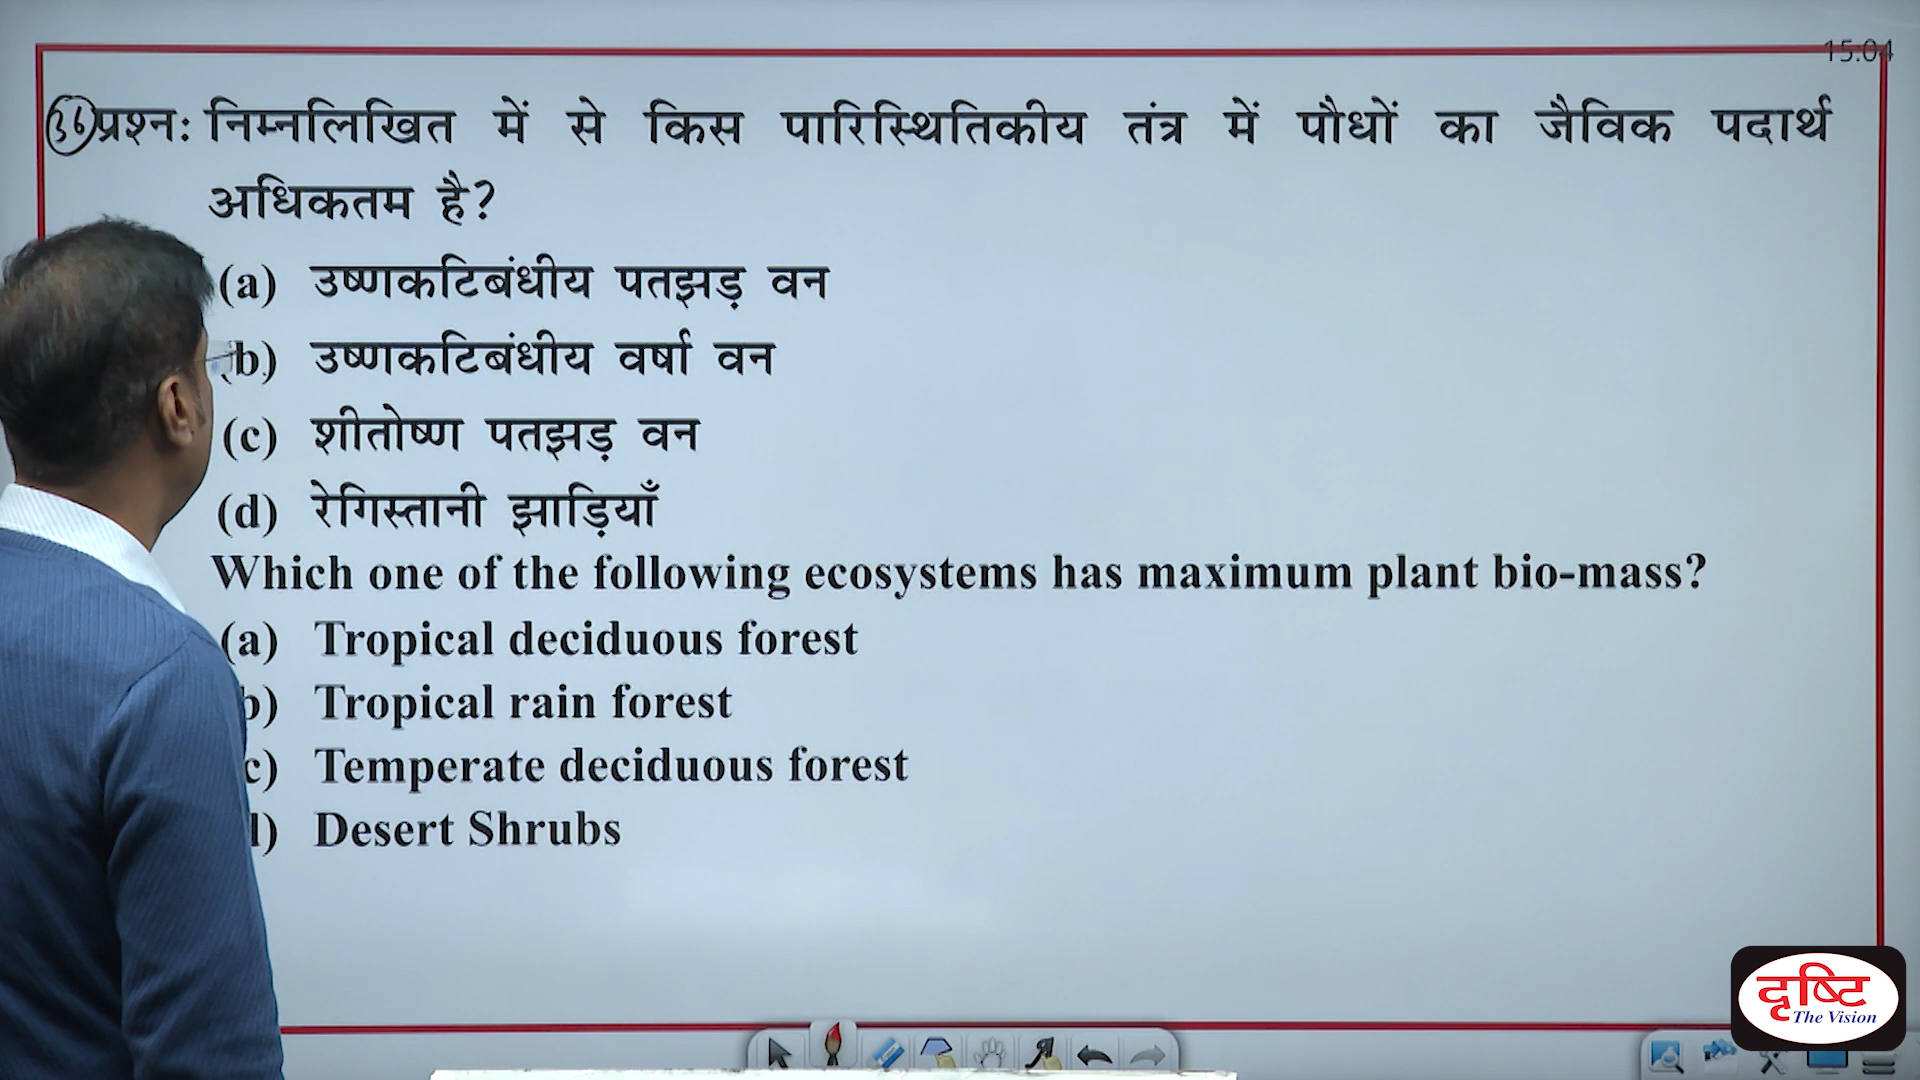 15:04
36 प्रश्न: निम्नलिखित में से किस पारिस्थितिकीय तंत्र में पौधों का जैविक पदार्थ
अधिकतम है?
(a) उष्णकटिबंधीय पतझड़ वन
b) उष्णकटिबंधीय वर्षा वन
(c) शीतोष्ण पतझड़ वन
(d) रेगिस्तानी झाड़ियाँ
Which one of the following ecosystems has maximum plant bio-mass?
(a) Tropical deciduous forest
b) Tropical rain forest
c) Temperate deciduous forest
) Desert Shrubs
दृष्टि
The Vision